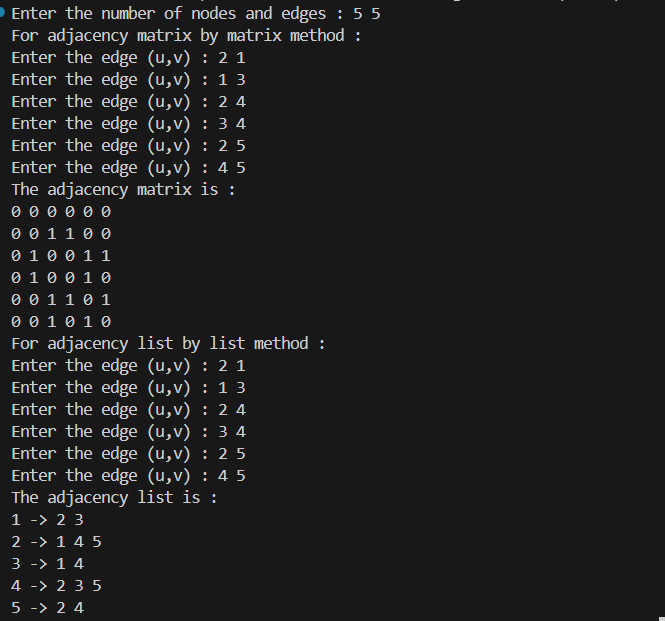 Enter the number of nodes and edges : 5 5
For adjacency matrix by matrix method :
Enter the edge (u,v) : 2 1
Enter the edge (u,v) : 1 3
Enter the edge (u,v) : 2 4
Enter the edge (u,v) : 3 4
Enter the edge (u,v) : 2 5
Enter the edge (u,v) : 4 5
The adjacency matrix is :
0 0 0 0 0 0
0 0 1 1 0 0
0 1 0 0 1 1
0 1 0 0 1 0
0 0 1 1 0 1
0 0 1 0 1 0
For adjacency list by list method :
Enter the edge (u,v) : 2 1
Enter the edge (u,v) : 1 3
Enter the edge (u,v) : 2 4
Enter the edge (u,v) : 3 4
Enter the edge (u,v) : 2 5
Enter the edge (u,v) : 4 5
The adjacency list is :
1 -> 2 3
2 -> 1 4 5
3 -> 1 4
4 -> 2 3 5
5 -> 2 4